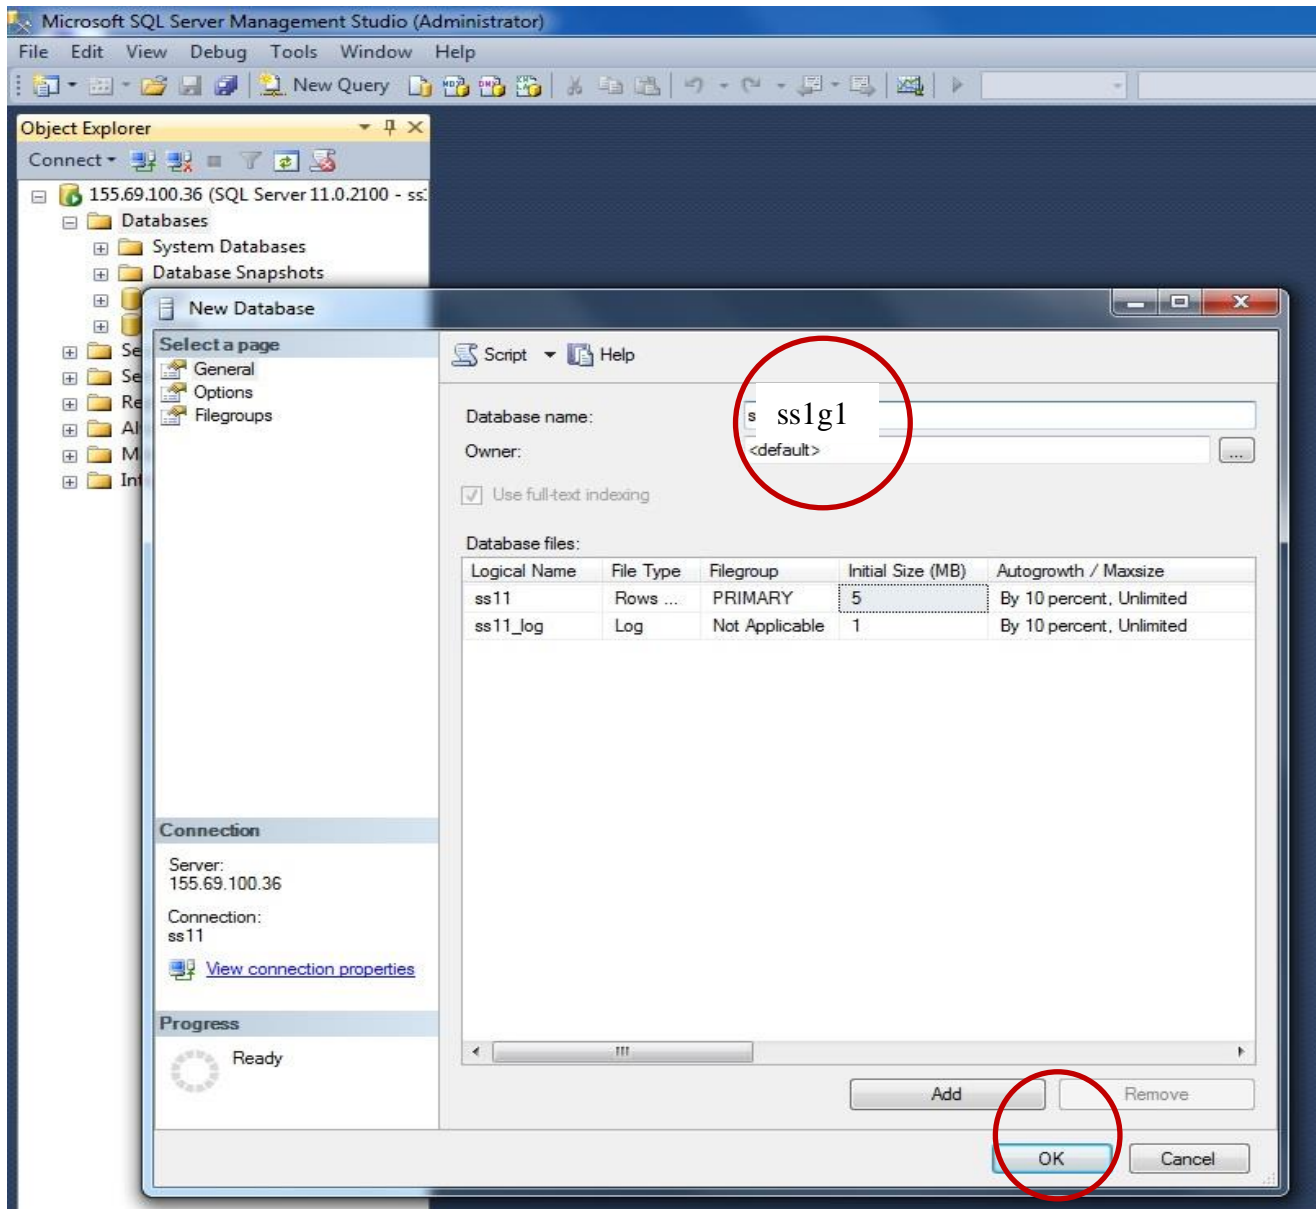 Microsoft SQL Server Management Studio (Administrator)
File Edit View Debug Tools Window Help
New Query
Object Explorer
Connect
155.69.100.36 (SQL Server 11.0.2100 - ss
Databases
System Databases
Database Snapshots
New Database
Se
Se
Re
Al
M
Int
Select a page
General
Options
Filegroups
Script Help
Database name: s ss1g1
Owner: <default> ...
Use full-text indexing
Database files:
Logical Name File Type Filegroup Initial Size (MB) Autogrowth / Maxsize
ss11 Rows ... PRIMARY 5 By 10 percent, Unlimited
ss11_log Log Not Applicable 1 By 10 percent, Unlimited
Connection
Server:
155.69.100.36
Connection:
ss11
View connection properties
Progress
Ready
Add Remove
OK Cancel